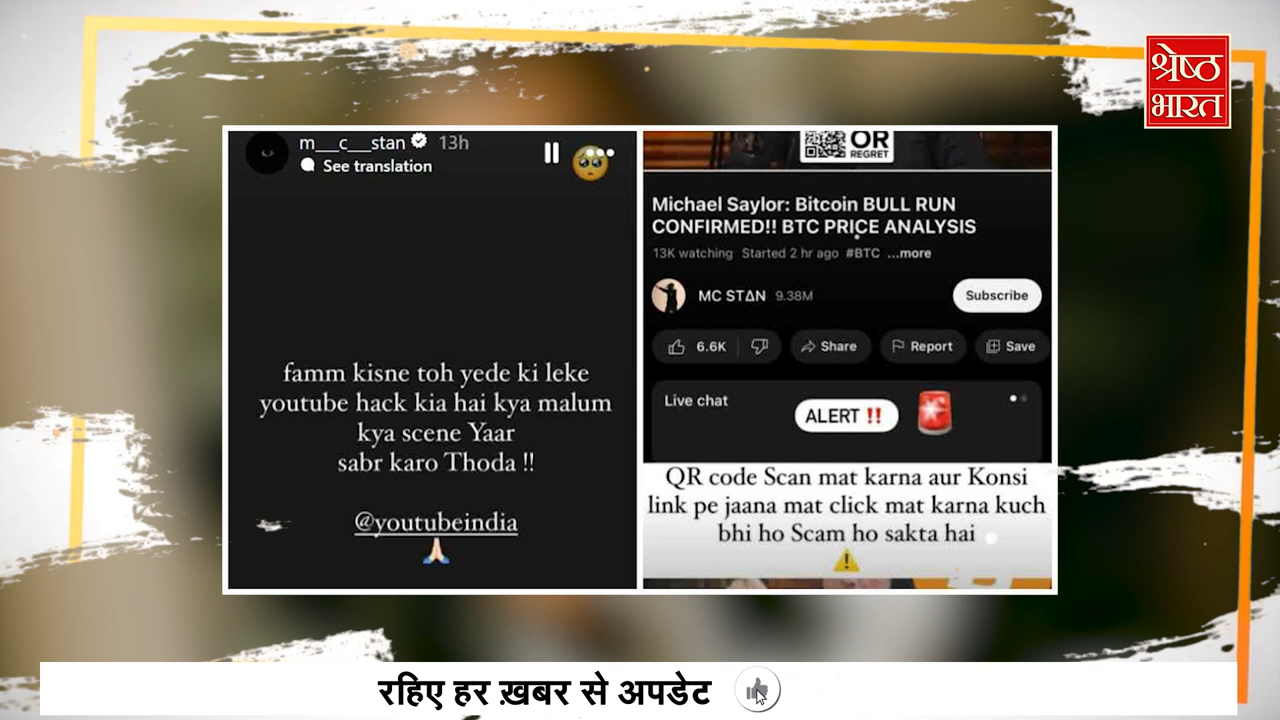 श्रेष्ठ
भारत
m___c___stan 13h
See translation
famm kisne toh yede ki leke
youtube hack kia hai kya malum
kya scene Yaar
sabr karo Thoda !!
@youtubeindia
OR
REGRET
Michael Saylor: Bitcoin BULL RUN
CONFIRMED!! BTC PRICE ANALYSIS
13K watching Started 2 hr ago #BTC ...more
MC STΔN 9.38M
Subscribe
6.6K Share Report Save
Live chat
ALERT ‼️
QR code Scan mat karna aur Konsi
link pe jaana mat click mat karna kuch
bhi ho Scam ho sakta hai
रहिए हर ख़बर से अपडेट